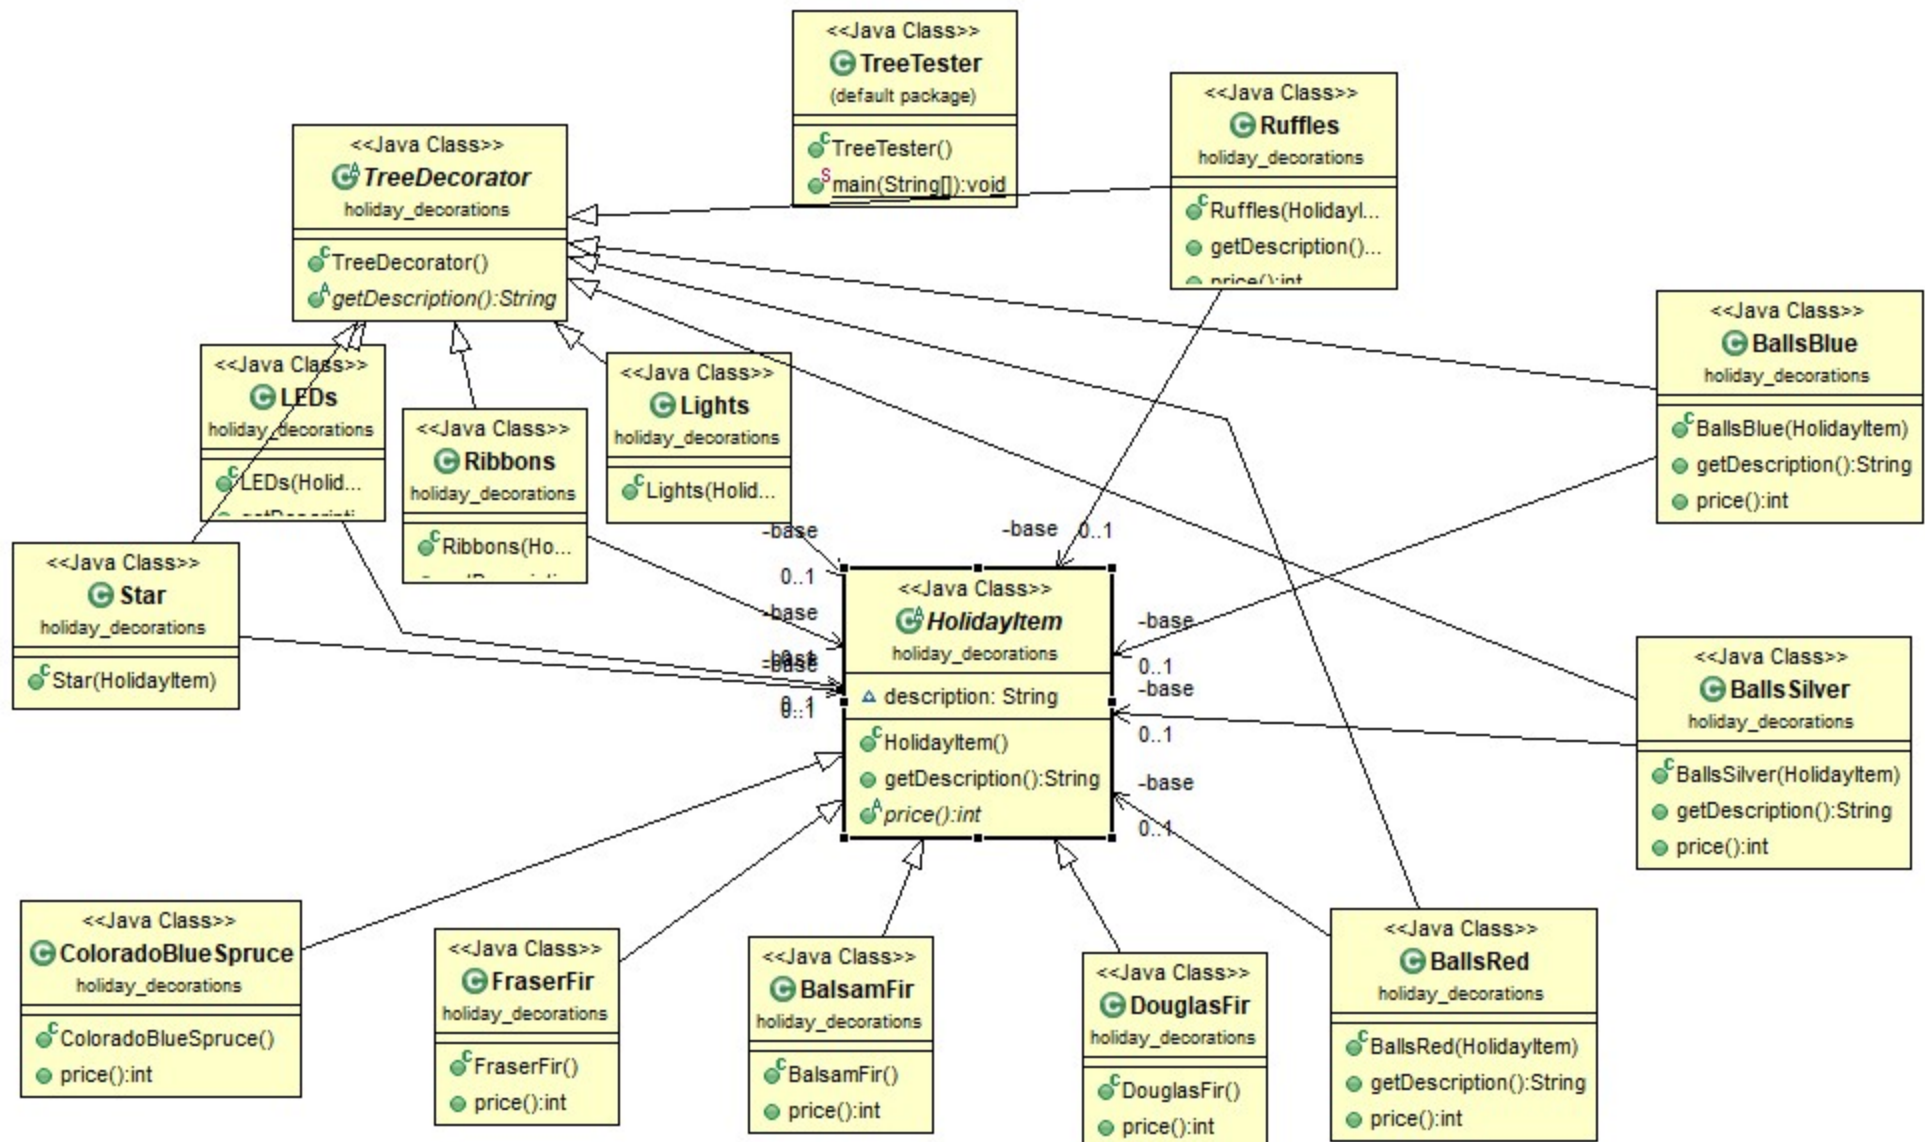 <<Java Class>>
TreeTester
(default package)
TreeTester()
main(String[]):void
<<Java Class>>
Ruffles
holiday_decorations
Ruffles(HolidayI...
getDescription()...
price():int
<<Java Class>>
TreeDecorator
holiday_decorations
TreeDecorator()
getDescription():String
<<Java Class>>
BallsBlue
holiday_decorations
BallsBlue(HolidayItem)
getDescription():String
price():int
<<Java Class>>
LEDs
holiday_decorations
LEDs(Holid...
<<Java Class>>
Ribbons
holiday_decorations
Ribbons(Ho...
<<Java Class>>
Lights
holiday_decorations
Lights(Holid...
<<Java Class>>
Star
holiday_decorations
Star(HolidayItem)
-base
0..1
-base 0..1
-base
-base
0..1
<<Java Class>>
HolidayItem
holiday_decorations
description: String
HolidayItem()
getDescription():String
price():int
-base
0..1
-base
0..1
-base
0..1
<<Java Class>>
BallsSilver
holiday_decorations
BallsSilver(HolidayItem)
getDescription():String
price():int
<<Java Class>>
ColoradoBlueSpruce
holiday_decorations
ColoradoBlueSpruce()
price():int
<<Java Class>>
FraserFir
holiday_decorations
FraserFir()
price():int
<<Java Class>>
BalsamFir
holiday_decorations
BalsamFir()
price():int
<<Java Class>>
DouglasFir
holiday_decorations
DouglasFir()
price():int
<<Java Class>>
BallsRed
holiday_decorations
BallsRed(HolidayItem)
getDescription():String
price():int